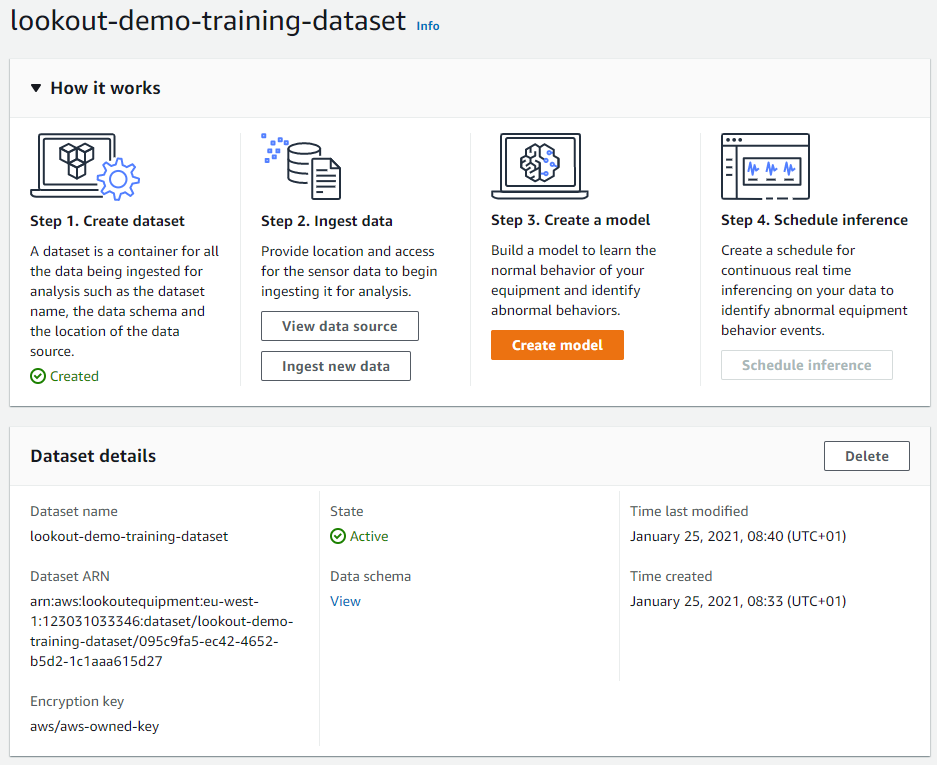 lookout-demo-training-dataset Info
How it works
Step 1. Create dataset
A dataset is a container for all
the data being ingested for
analysis such as the dataset
name, the data schema and
the location of the data
source.
Created
Step 2. Ingest data
Provide location and access
for the sensor data to begin
ingesting it for analysis.
View data source
Ingest new data
Step 3. Create a model
Build a model to learn the
normal behavior of your
equipment and identify
abnormal behaviors.
Create model
Step 4. Schedule inference
Create a schedule for
continuous real time
inferencing on your data to
identify abnormal equipment
behavior events.
Schedule inference
Dataset details
Delete
Dataset name
lookout-demo-training-dataset
Dataset ARN
arn:aws:lookoutequipment:eu-west-
1:123031033346:dataset/lookout-demo-
training-dataset/095c9fa5-ec42-4652-
b5d2-1c1aaa615d27
Encryption key
aws/aws-owned-key
State
Active
Data schema
View
Time last modified
January 25, 2021, 08:40 (UTC+01)
Time created
January 25, 2021, 08:33 (UTC+01)